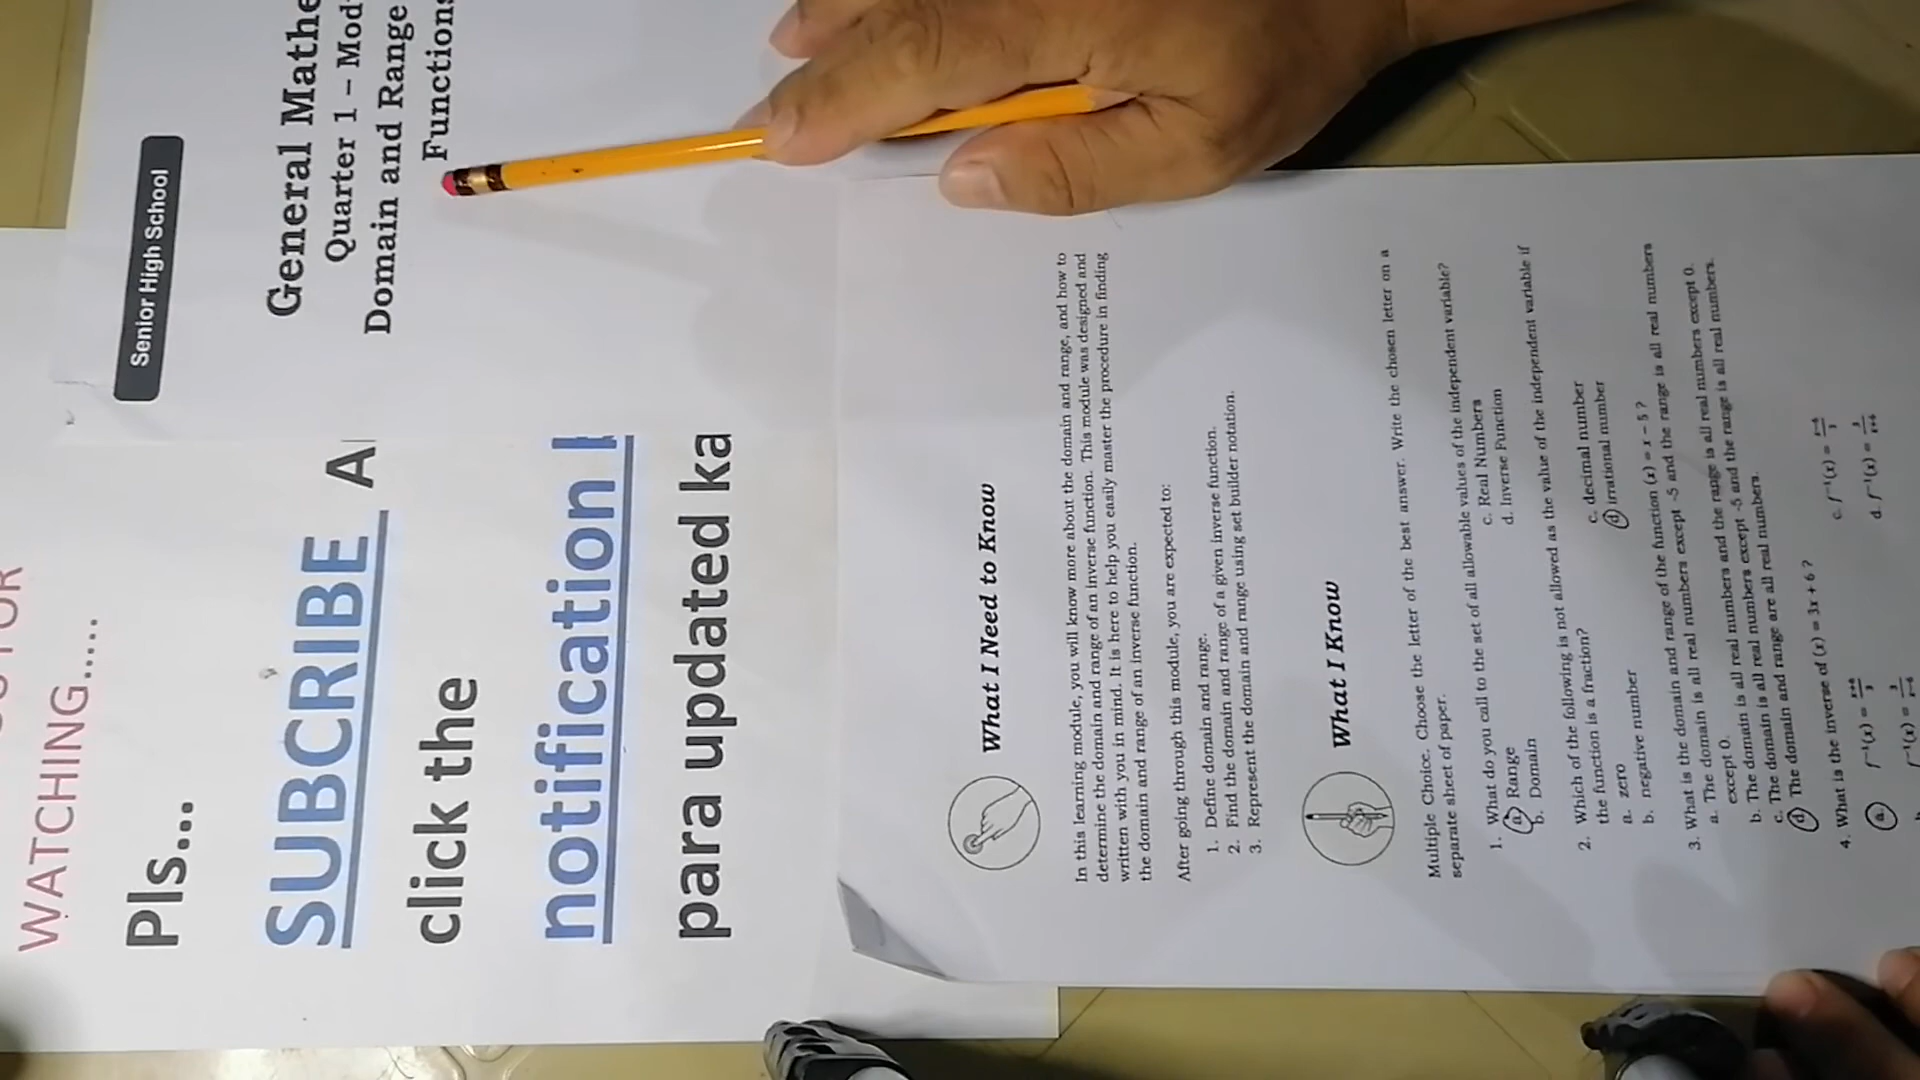 WATCHING.....
Pls...
SUBCRIBE A
click the
notification
para updated ka
Senior High School
General Mathe
Quarter 1 – Mod
Domain and Range
Functions
What I Need to Know
In this learning module, you will know more about the domain and range, and how to
determine the domain and range of an inverse function. This module was designed and
written with you in mind. It is here to help you easily master the procedure in finding
the domain and range of an inverse function.
After going through this module, you are expected to:
1. Define domain and range.
2. Find the domain and range of a given inverse function.
3. Represent the domain and range using set builder notation.
What I Know
Multiple Choice. Choose the letter of the best answer. Write the chosen letter on a
separate sheet of paper.
1. What do you call to the set of all allowable values of the independent variable?
a. Range c. Real Numbers
b. Domain d. Inverse Function
2. Which of the following is not allowed as the value of the independent variable if
the function is a fraction?
a. zero c. decimal number
b. negative number d. irrational number
3. What is the domain and range of the function (x) = x – 5 ?
a. The domain is all real numbers except -5 and the range is all real numbers
except 0.
b. The domain is all real numbers and the range is all real numbers except 0.
c. The domain is all real numbers except -5 and the range is all real numbers.
d. The domain and range are all real numbers.
4. What is the inverse of (x) = 3x + 6 ?
a. f⁻¹(x) = c. f⁻¹(x) =
b. f⁻¹(x) = d. f⁻¹(x) =